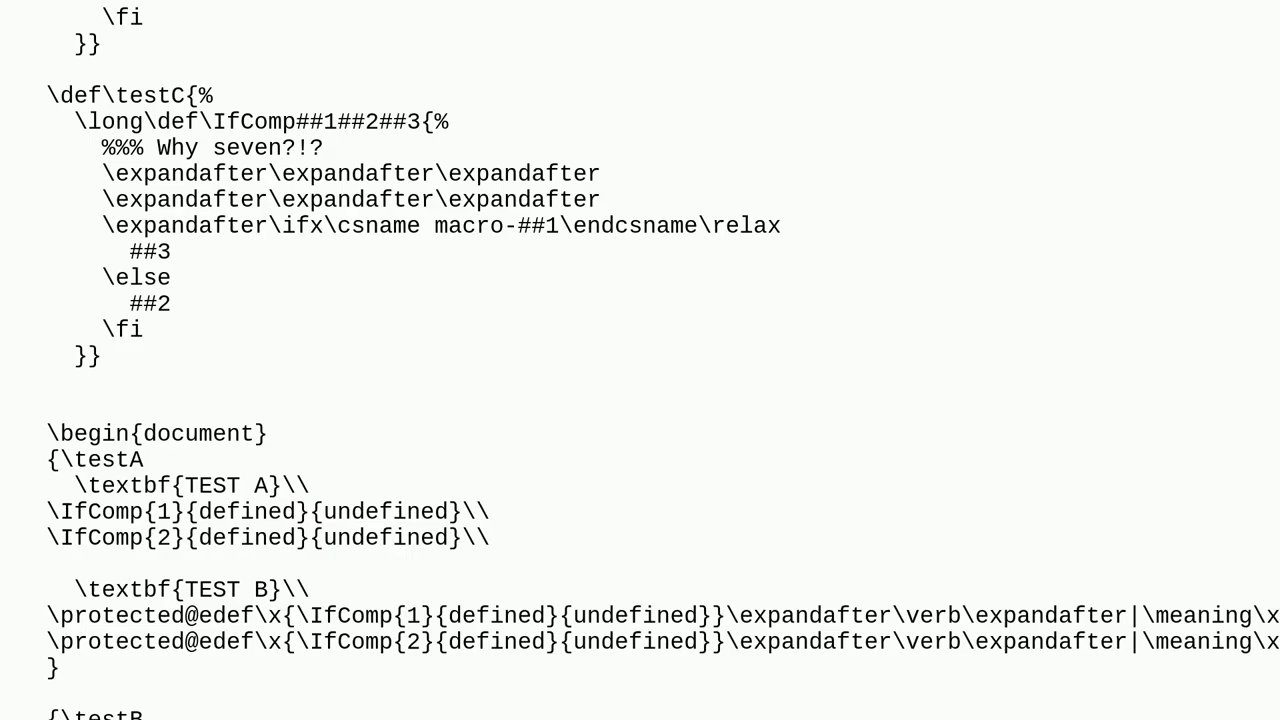 \fi
}}
\def\testC{%
\long\def\IfComp##1##2##3{%
%%% Why seven?!?
\expandafter\expandafter\expandafter
\expandafter\expandafter\expandafter
\expandafter\ifx\csname macro-##1\endcsname\relax
##3
\else
##2
\fi
}}
\begin{document}
{\testA
\textbf{TEST A}\\
\IfComp{1}{defined}{undefined}\\
\IfComp{2}{defined}{undefined}\\
\textbf{TEST B}\\
\protected@edef\x{\IfComp{1}{defined}{undefined}}\expandafter\verb\expandafter|\meaning\x
\protected@edef\x{\IfComp{2}{defined}{undefined}}\expandafter\verb\expandafter|\meaning\x
}
{\testB